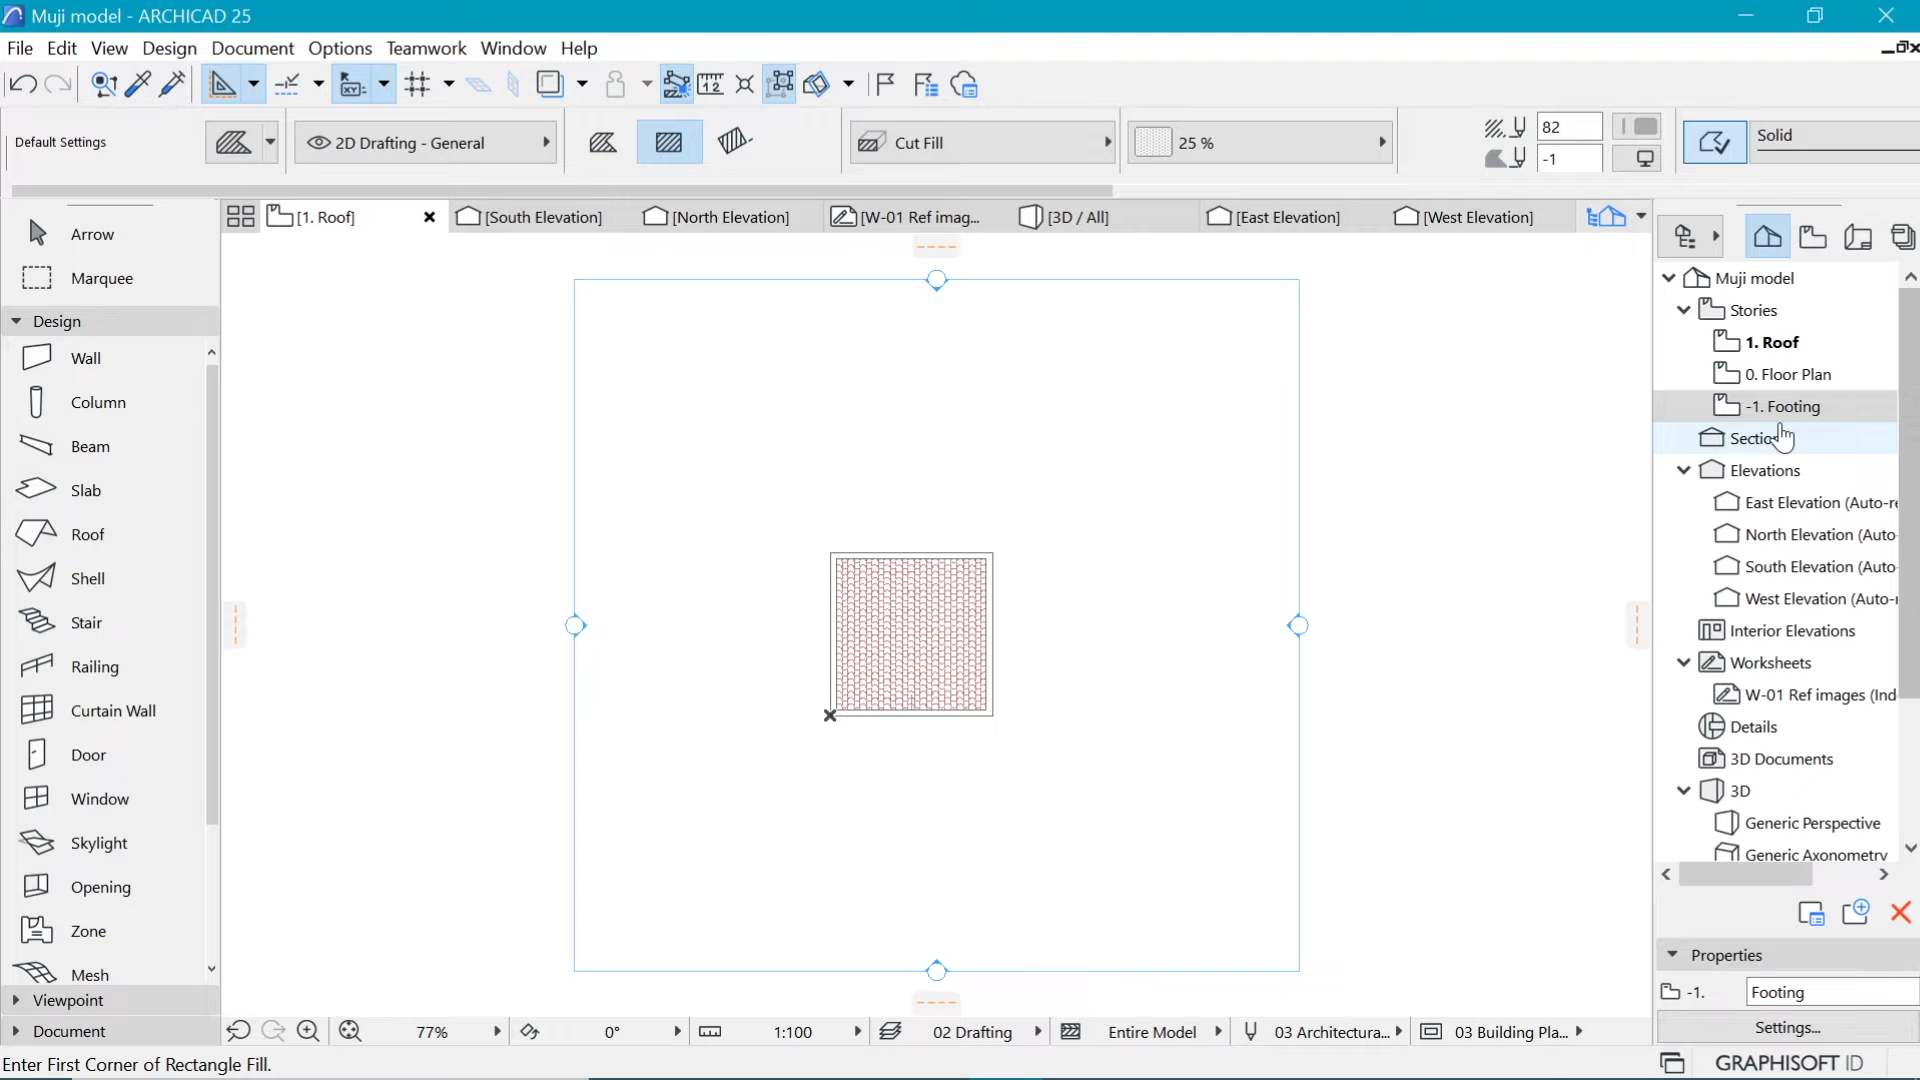 Muji model - ARCHICAD 25
File Edit View Design Document Options Teamwork Window Help
Default Settings
2D Drafting - General
Cut Fill
25 %
82
-1
Solid
Arrow
Marquee
Design
Wall
Column
Beam
Slab
Roof
Shell
Stair
Railing
Curtain Wall
Door
Window
Skylight
Opening
Zone
Mesh
Viewpoint
Document
[1. Roof]
[South Elevation]
[North Elevation]
[W-01 Ref imag...
[3D / All]
[East Elevation]
[West Elevation]
Muji model
Stories
1. Roof
0. Floor Plan
-1. Footing
Elevations
East Elevation (Auto-re
North Elevation (Auto-
South Elevation (Auto-
West Elevation (Auto-r
Interior Elevations
Worksheets
W-01 Ref images (Ind
Details
3D Documents
3D
Generic Perspective
Generic Axonometry
Properties
-1.
Footing
Settings...
77%
0°
1:100
02 Drafting
Entire Model
03 Architectura...
03 Building Pla...
Enter First Corner of Rectangle Fill.
GRAPHISOFT ID